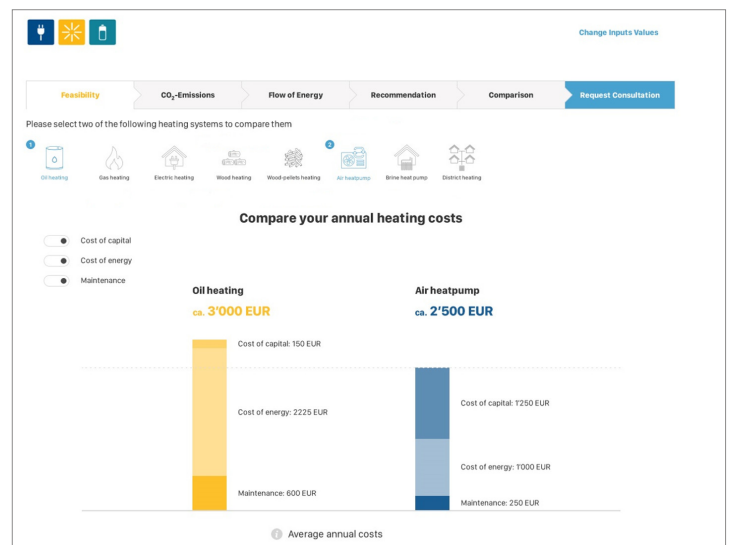 Change Inputs Values
Feasibility
CO₂-Emissions
Flow of Energy
Recommendation
Comparison
Request Consultation
Please select two of the following heating systems to compare them
1
2
Oil heating
Gas heating
Electric heating
Wood heating
Wood-pellets heating
Air heatpump
Brine heat pump
District heating
Compare your annual heating costs
Cost of capital
Cost of energy
Maintenance
Oil heating
ca. 3’000 EUR
Air heatpump
ca. 2’500 EUR
Cost of capital: 150 EUR
Cost of energy: 2225 EUR
Maintenance: 600 EUR
Cost of capital: 1’250 EUR
Cost of energy: 1’000 EUR
Maintenance: 250 EUR
i Average annual costs